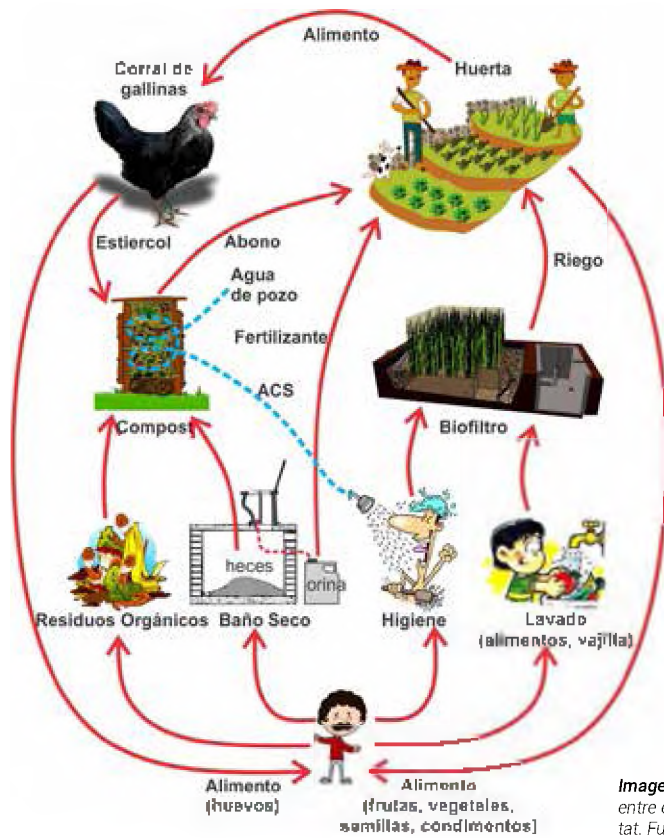 Alimento
Corral de
gallinas
Huerta
Estiercol
Abono
Riego
Agua
de pozo
Fertilizante
ACS
Compost
Biofiltro
heces
orina
Residuos Orgánicos
Baño Seco
Higiene
Lavado
(alimentos, vajilla)
Alimento
(huevos)
Alimento
(frutas, vegetales,
semillas, condimentos)
Image
entre
tat. Fu